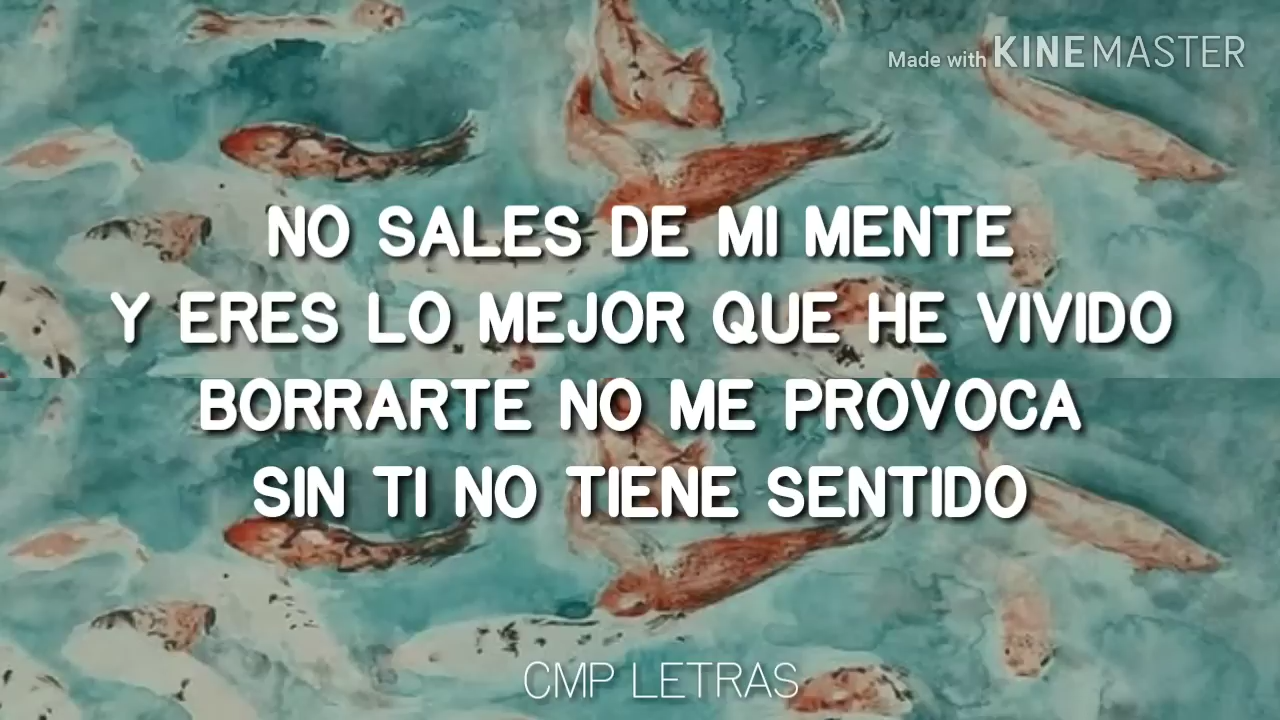 Made with KINEMASTER
NO SALES DE MI MENTE
Y ERES LO MEJOR QUE HE VIVIDO
BORRARTE NO ME PROVOCA
SIN TI NO TIENE SENTIDO
CMP LETRAS